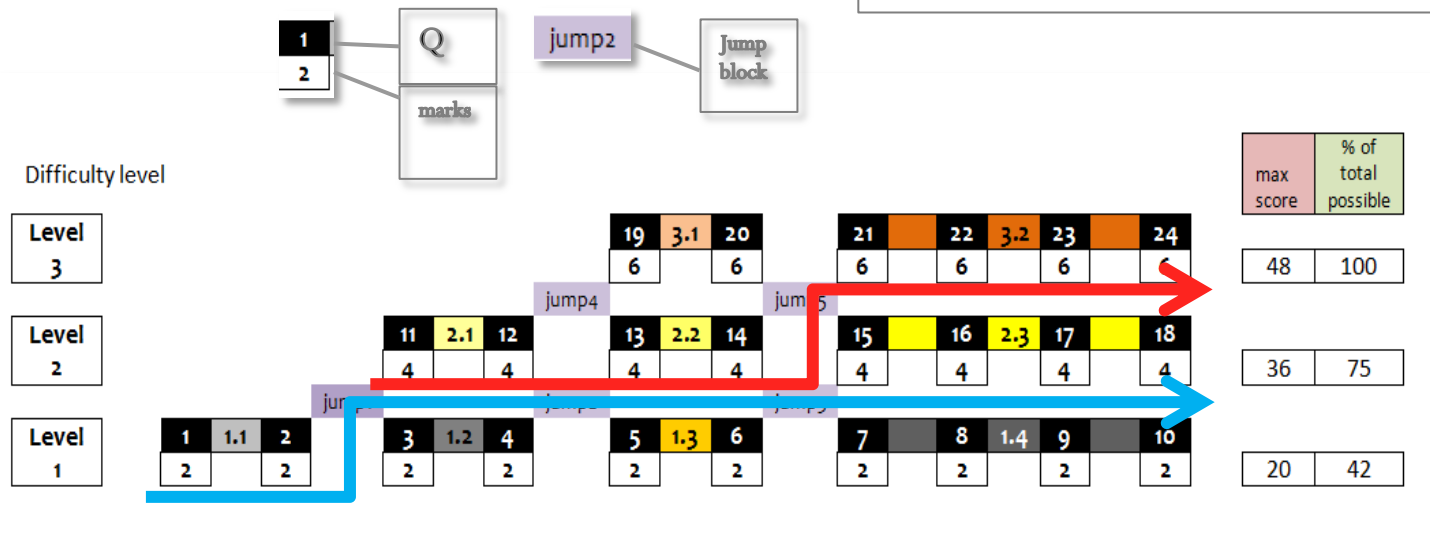 1
2
Q
marks
jump2
Jump
block
Difficulty level
max
score
% of
total
possible
Level
3
19 3.1 20 21 22 3.2 23 24
6 6 6 6 6 6
48 100
jump4 jump5
Level
2
11 2.1 12 13 2.2 14 15 16 2.3 17 18
4 4 4 4 4 4 4 4
36 75
Level
1
1 1.1 2 3 1.2 4 5 1.3 6 7 8 1.4 9 10
2 2 2 2 2 2 2 2 2 2
20 42